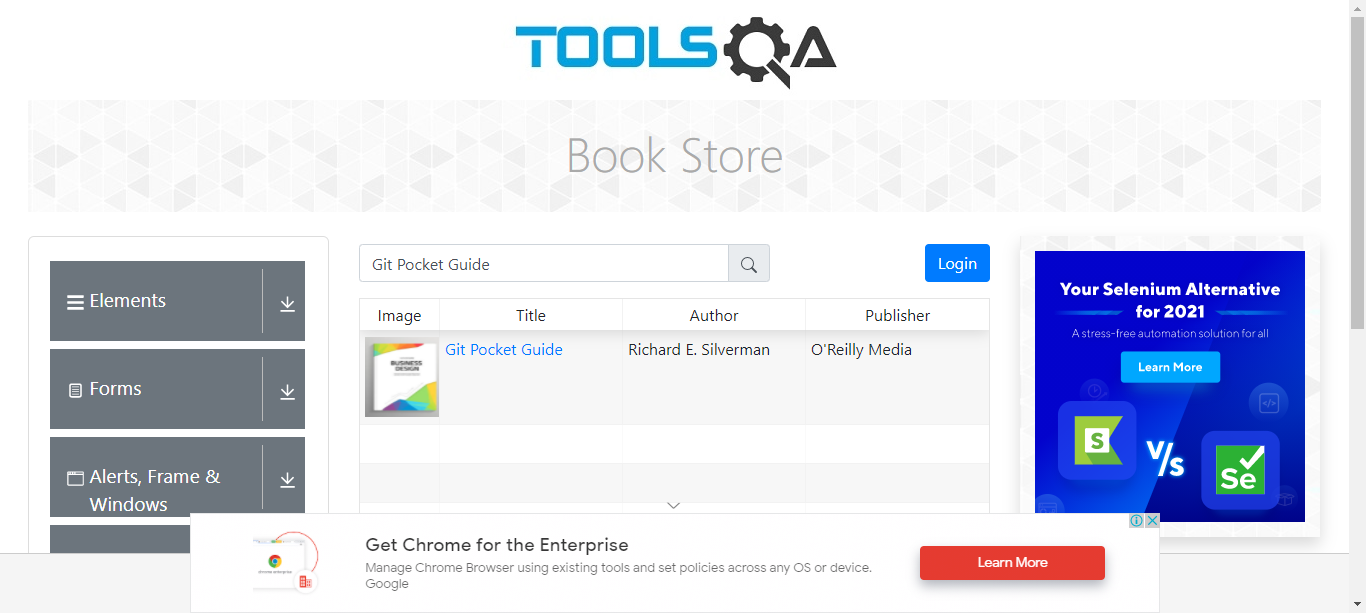 TOOLSQA
Book Store
Elements
Forms
Alerts, Frame &
Windows
Git Pocket Guide
Login
Image Title Author Publisher
BUSINESS
DESIGN
Git Pocket Guide Richard E. Silverman O'Reilly Media
Your Selenium Alternative
for 2021
A stress-free automation solution for all
Learn More
S
V/s
Se
Get Chrome for the Enterprise
Manage Chrome Browser using existing tools and set policies across any OS or device.
Google
Learn More